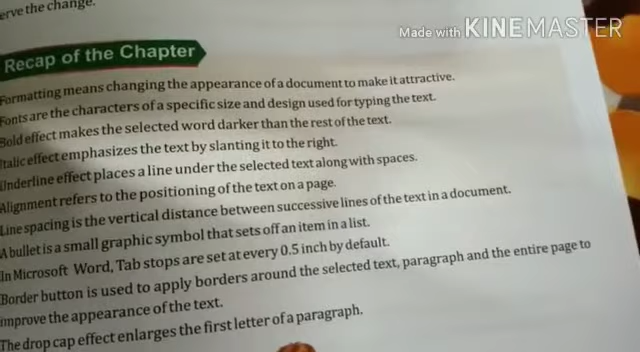 erve the change.
Made with KINEMASTER
Recap of the Chapter
Formatting means changing the appearance of a document to make it attractive.
Fonts are the characters of a specific size and design used for typing the text.
Bold effect makes the selected word darker than the rest of the text.
Italic effect emphasizes the text by slanting it to the right.
Underline effect places a line under the selected text along with spaces.
Alignment refers to the positioning of the text on a page.
Line spacing is the vertical distance between successive lines of the text in a document.
A bullet is a small graphic symbol that sets off an item in a list.
In Microsoft Word, Tab stops are set at every 0.5 inch by default.
Border button is used to apply borders around the selected text, paragraph and the entire page to
improve the appearance of the text.
The drop cap effect enlarges the first letter of a paragraph.